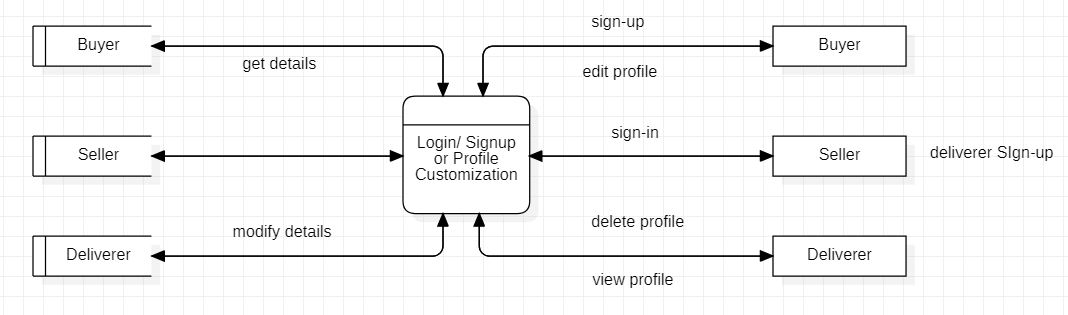 sign-up
Buyer
Buyer
get details
edit profile
sign-in
Login/ Signup
or Profile
Customization
Seller
Seller
deliverer SIgn-up
modify details
delete profile
Deliverer
Deliverer
view profile